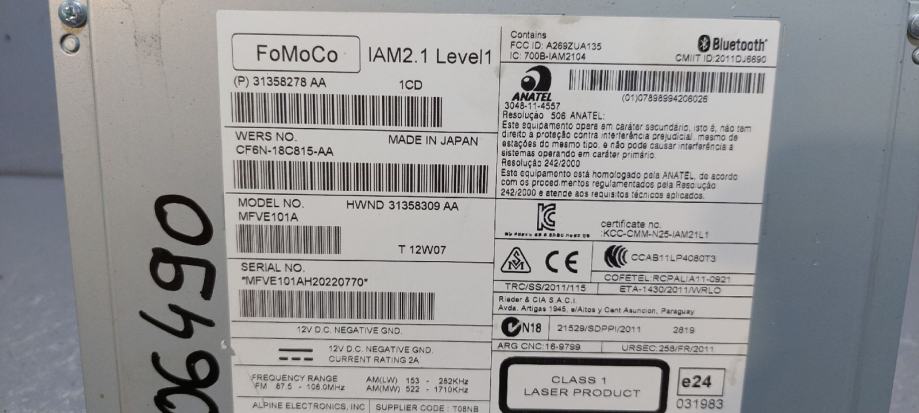 FoMoCo
IAM2.1 Level1
(P) 31358278 AA 1CD
WERS NO. MADE IN JAPAN
CF6N-18C815-AA
MODEL NO. HWND 31358309 AA
MFVE101A
T 12W07
SERIAL NO.
*MFVE101AH20220770*
12V D.C. NEGATIVE GND.
12V D.C. NEGATIVE GND.
CURRENT RATING 2A
FREQUENCY RANGE AM(LW) 153 - 282KHz
FM 87.5 - 108.0MHz AM(MW) 522 - 1710KHz
ALPINE ELECTRONICS, INC SUPPLIER CODE : T08NB
Contains
FCC ID: A269ZUA135
IC: 700B-IAM2104
Bluetooth
CMIIT ID:2011DJ6690
ANATEL
3048-11-4557
(01)07898994206026
Resolução 506 ANATEL:
Este equipamento opera em caráter secundário, isto é, não tem
direito a proteção contra interferência prejudicial, mesmo de
estações do mesmo tipo, e não pode causar interferência a
sistemas operando em caráter primário.
Resolução 242/2000
Este equipamento está homologado pela ANATEL, de acordo
com os procedimentos regulamentados pela Resolução
242/2000 e atende aos requisitos técnicos aplicados.
certificate no.
:KCC-CMM-N25-IAM21L1
CE
CCAB11LP4080T3
COFETEL:RCPALIA11-0921
TRC/SS/2011/115 ETA-1430/2011/WRLO
Rieder & CIA S.A.C.I.
Avda. Artigas 1945, e/Altos y Cent Asuncion, Paraguay
N18 21529/SDPPI/2011 2819
ARG CNC:16-9799 URSEC:258/FR/2011
CLASS 1
LASER PRODUCT
e24
031983
06490